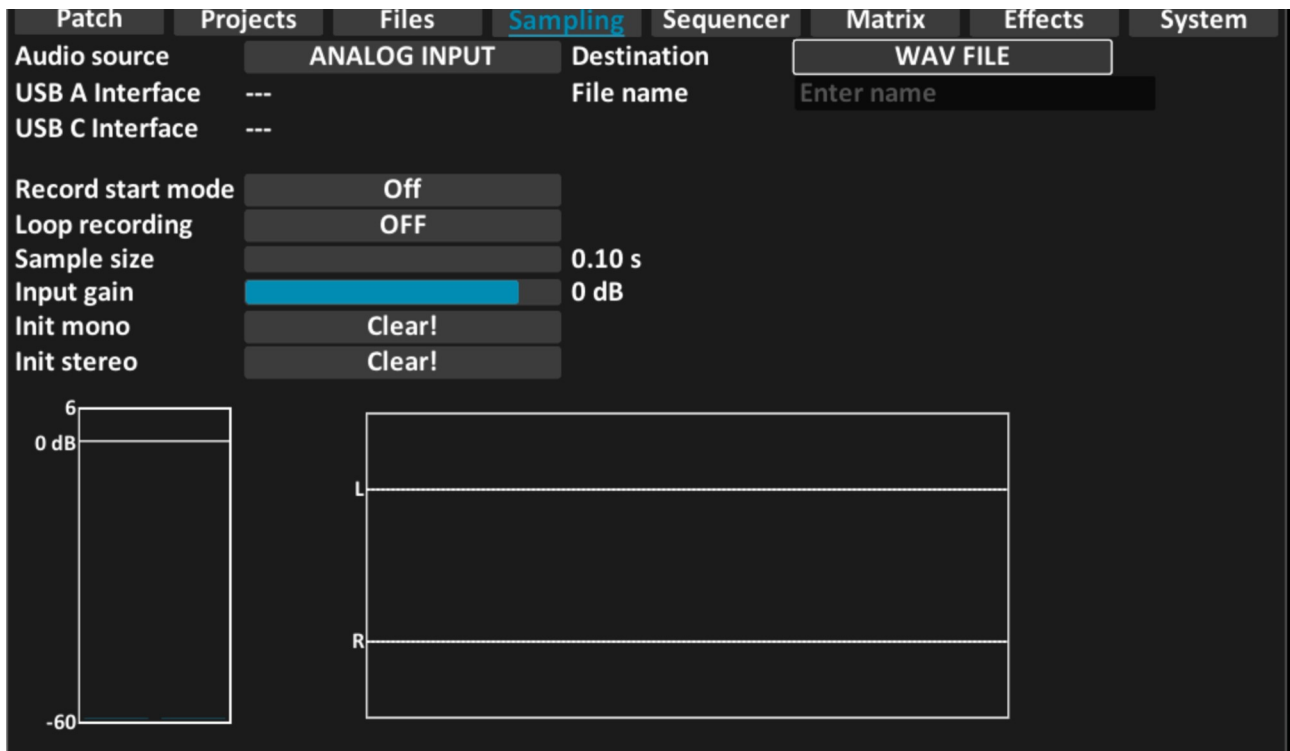 Patch Projects Files Sampling Sequencer Matrix Effects System
Audio source ANALOG INPUT Destination WAV FILE
USB A Interface --- File name Enter name
USB C Interface ---
Record start mode Off
Loop recording OFF
Sample size 0.10 s
Input gain 0 dB
Init mono Clear!
Init stereo Clear!
6
0 dB
L
R
-60